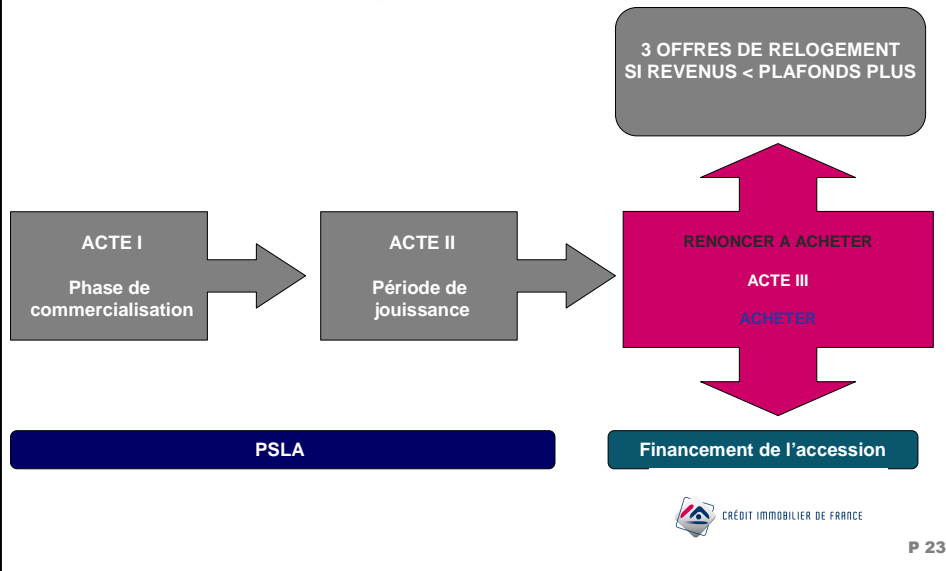 3 OFFRES DE RELOGEMENT
SI REVENUS < PLAFONDS PLUS
ACTE I
Phase de
commercialisation
ACTE II
Période de
jouissance
RENONCER A ACHETER
ACTE III
ACHETER
PSLA
Financement de l’accession
CRÉDIT IMMOBILIER DE FRANCE
P 23